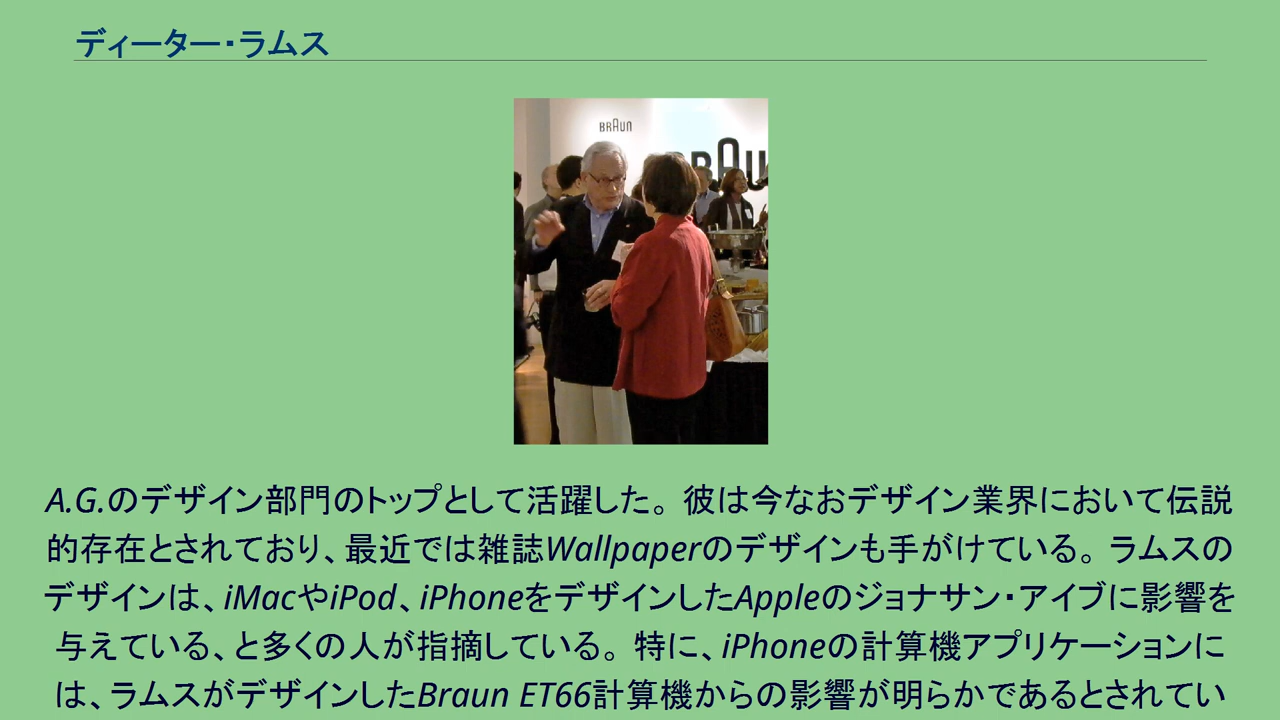 ディーター・ラムス
BRAUN
BRAU
A.G.のデザイン部門のトップとして活躍した。彼は今なおデザイン業界において伝説
的存在とされており、最近では雑誌Wallpaperのデザインも手がけている。ラムスの
デザインは、iMacやiPod、iPhoneをデザインしたAppleのジョナサン・アイブに影響を
与えている、と多くの人が指摘している。特に、iPhoneの計算機アプリケーションに
は、ラムスがデザインしたBraun ET66計算機からの影響が明らかであるとされてい